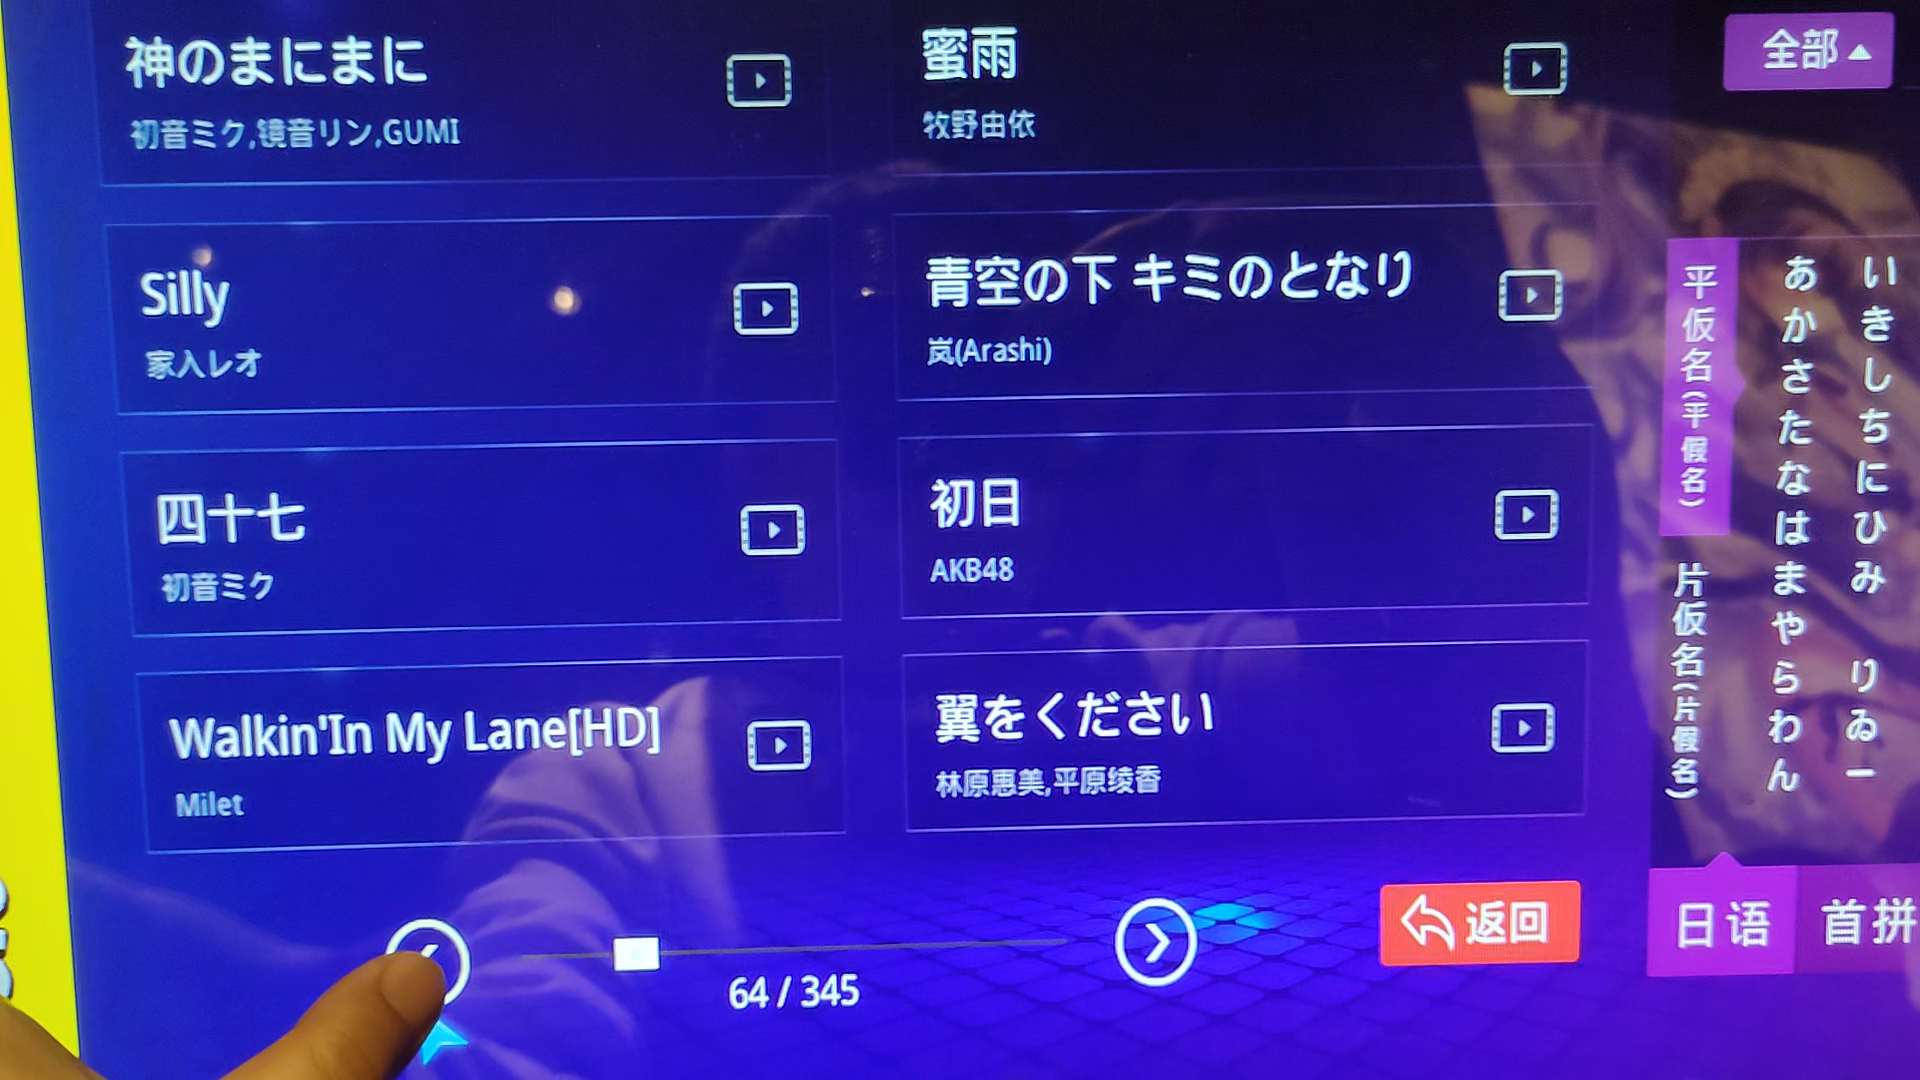 神のまにまに
初音ミク,镜音リン,GUMI
蜜雨
牧野由依
Silly
家入レオ
青空の下 キミのとなり
岚(Arashi)
四十七
初音ミク
初日
AKB48
Walkin'In My Lane[HD]
Milet
翼をください
林原惠美,平原绫香
64 / 345
返回
全部
平仮名(平假名)
片仮名(片假名)
あかさたなはまやらわん
いきしちにひみ りゐー
日语
首拼